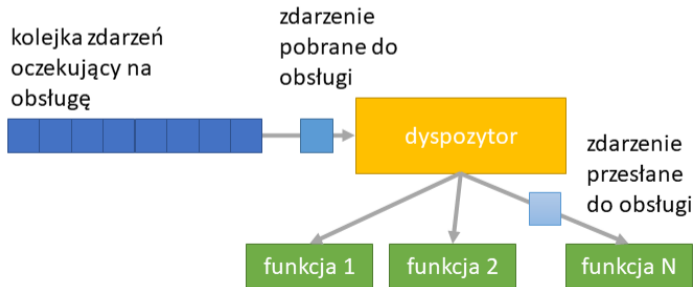 kolejka zdarzeń
oczekujący na
obsługę
zdarzenie
pobrane do
obsługi
dyspozytor
zdarzenie
przesłane
do obsługi
funkcja 1
funkcja 2
funkcja N